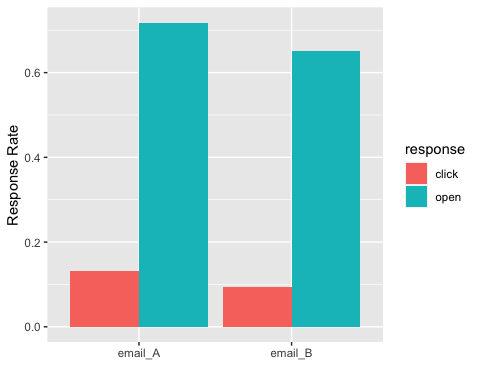 Response Rate
0.6
0.4
0.2
0.0
email_A
email_B
response
click
open